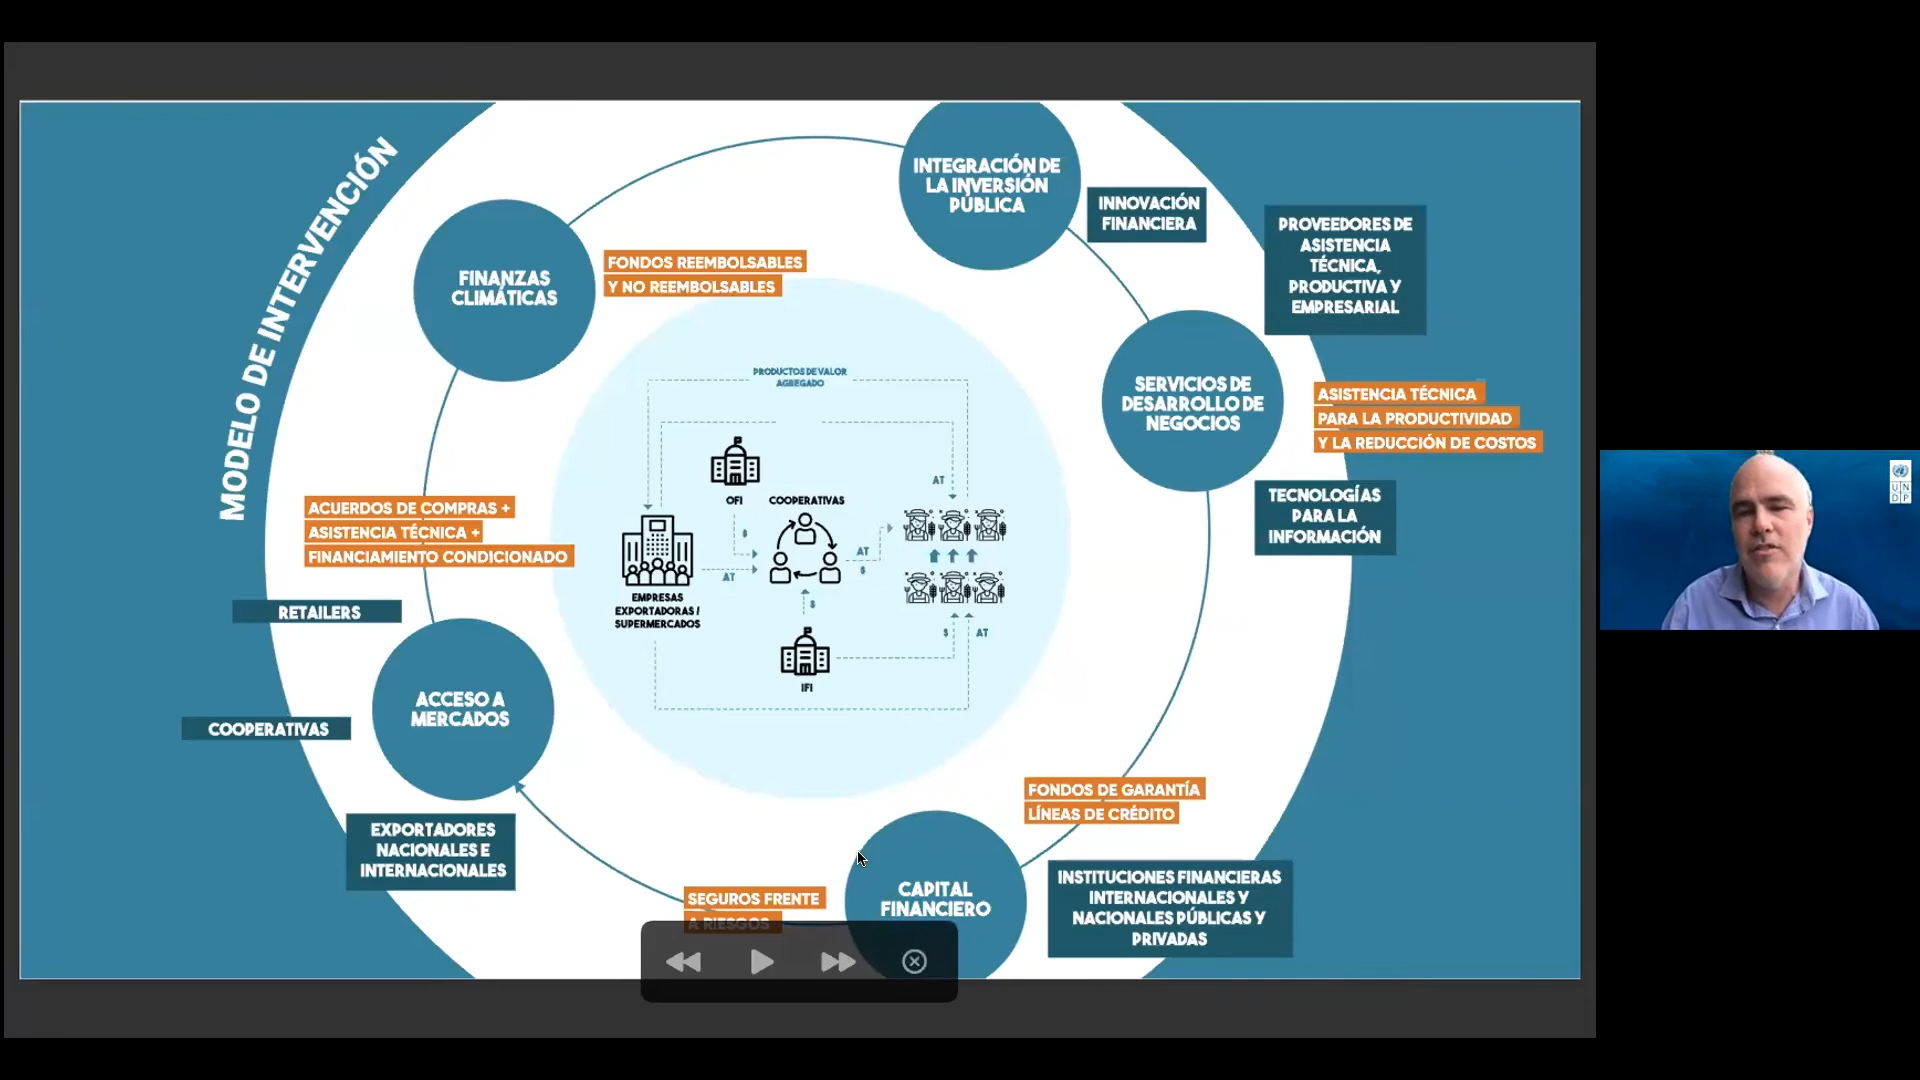 MODELO DE INTERVENCIÓN
INTEGRACIÓN DE
LA INVERSIÓN
PÚBLICA
INNOVACIÓN
FINANCIERA
PROVEEDORES DE
ASISTENCIA
TÉCNICA,
PRODUCTIVA Y
EMPRESARIAL
FINANZAS
CLIMÁTICAS
FONDOS REEMBOLSABLES
Y NO REEMBOLSABLES
SERVICIOS DE
DESARROLLO DE
NEGOCIOS
ASISTENCIA TÉCNICA
PARA LA PRODUCTIVIDAD
Y LA REDUCCIÓN DE COSTOS
TECNOLOGÍAS
PARA LA
INFORMACIÓN
PRODUCTOS DE VALOR
AGREGADO
OFI
COOPERATIVAS
AT
$
AT
AT
$
EMPRESAS
EXPORTADORAS /
SUPERMERCADOS
$
IFI
$
AT
ACUERDOS DE COMPRAS +
ASISTENCIA TÉCNICA +
FINANCIAMIENTO CONDICIONADO
RETAILERS
ACCESO A
MERCADOS
COOPERATIVAS
EXPORTADORES
NACIONALES E
INTERNACIONALES
FONDOS DE GARANTÍA
LÍNEAS DE CRÉDITO
SEGUROS FRENTE
A RIESGOS
CAPITAL
FINANCIERO
INSTITUCIONES FINANCIERAS
INTERNACIONALES Y
NACIONALES PÚBLICAS Y
PRIVADAS
U N
D P